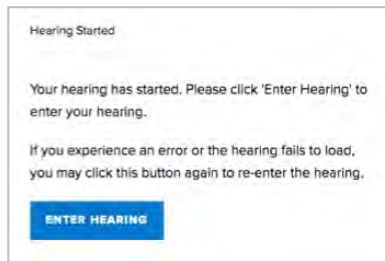 Hearing Started
Your hearing has started. Please click 'Enter Hearing' to
enter your hearing.
If you experience an error or the hearing fails to load,
you may click this button again to re-enter the hearing.
ENTER HEARING